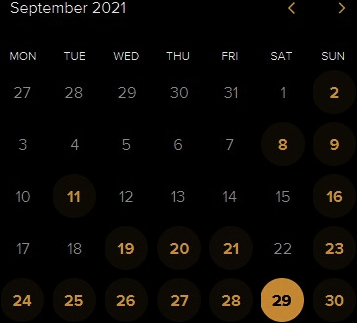 September 2021
MON TUE WED THU FRI SAT SUN
27 28 29 30 31 1 2
3 4 5 6 7 8 9
10 11 12 13 14 15 16
17 18 19 20 21 22 23
24 25 26 27 28 29 30